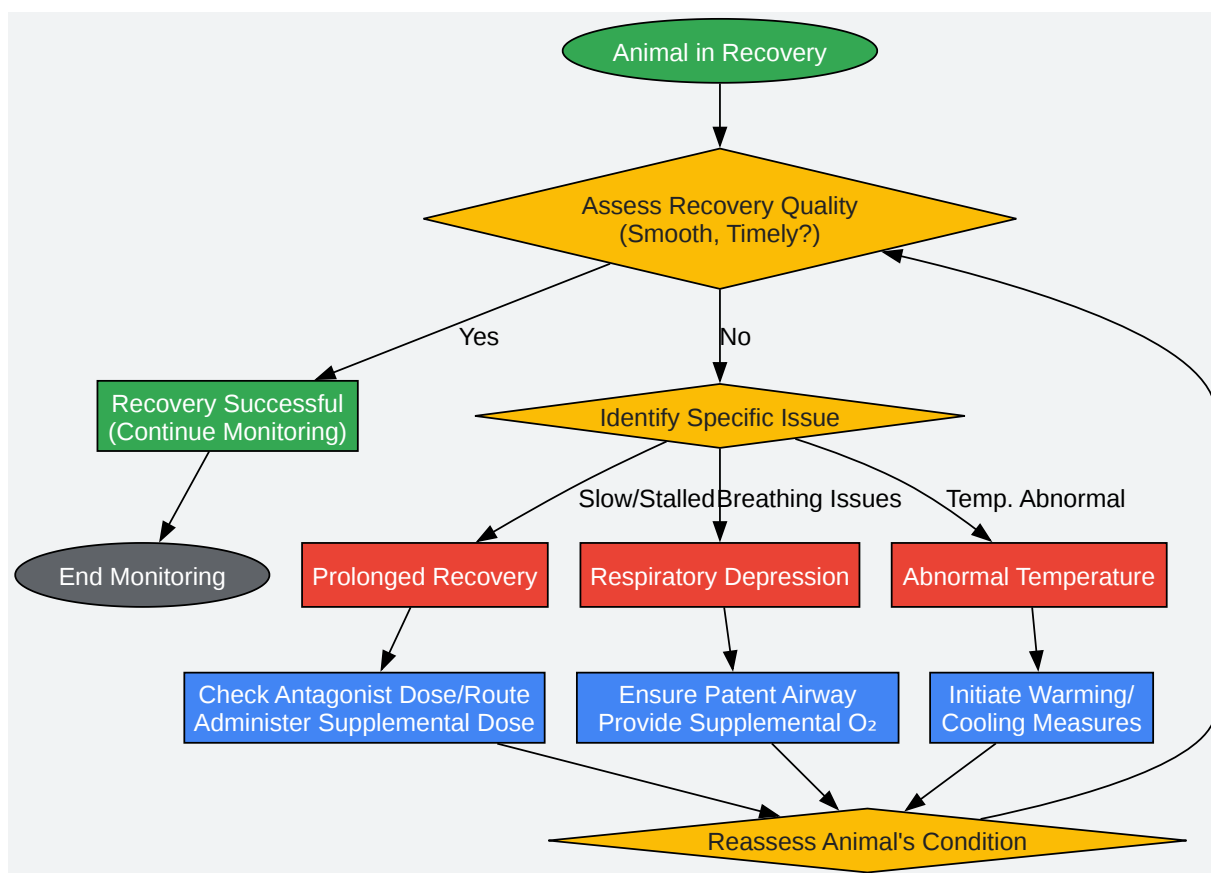 Animal in Recovery
Assess Recovery Quality
(Smooth, Timely?)
Yes
No
Recovery Successful
(Continue Monitoring)
Identify Specific Issue
Slow/Stalled
Breathing Issues
Temp. Abnormal
End Monitoring
Prolonged Recovery
Respiratory Depression
Abnormal Temperature
Check Antagonist Dose/Route
Administer Supplemental Dose
Ensure Patent Airway
Provide Supplemental O₂
Initiate Warming/
Cooling Measures
Reassess Animal's Condition